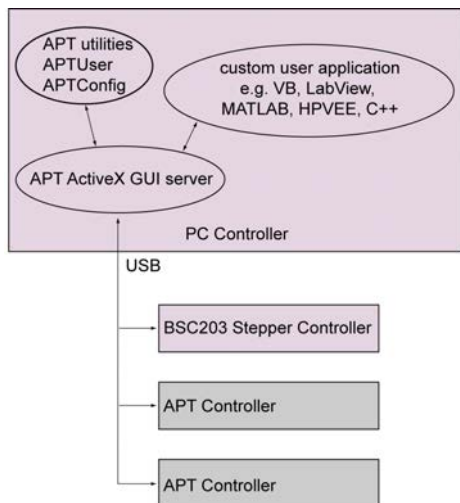 APT utilities
APTUser
APTConfig
custom user application
e.g. VB, LabView,
MATLAB, HPVEE, C++
APT ActiveX GUI server
PC Controller
USB
BSC203 Stepper Controller
APT Controller
APT Controller